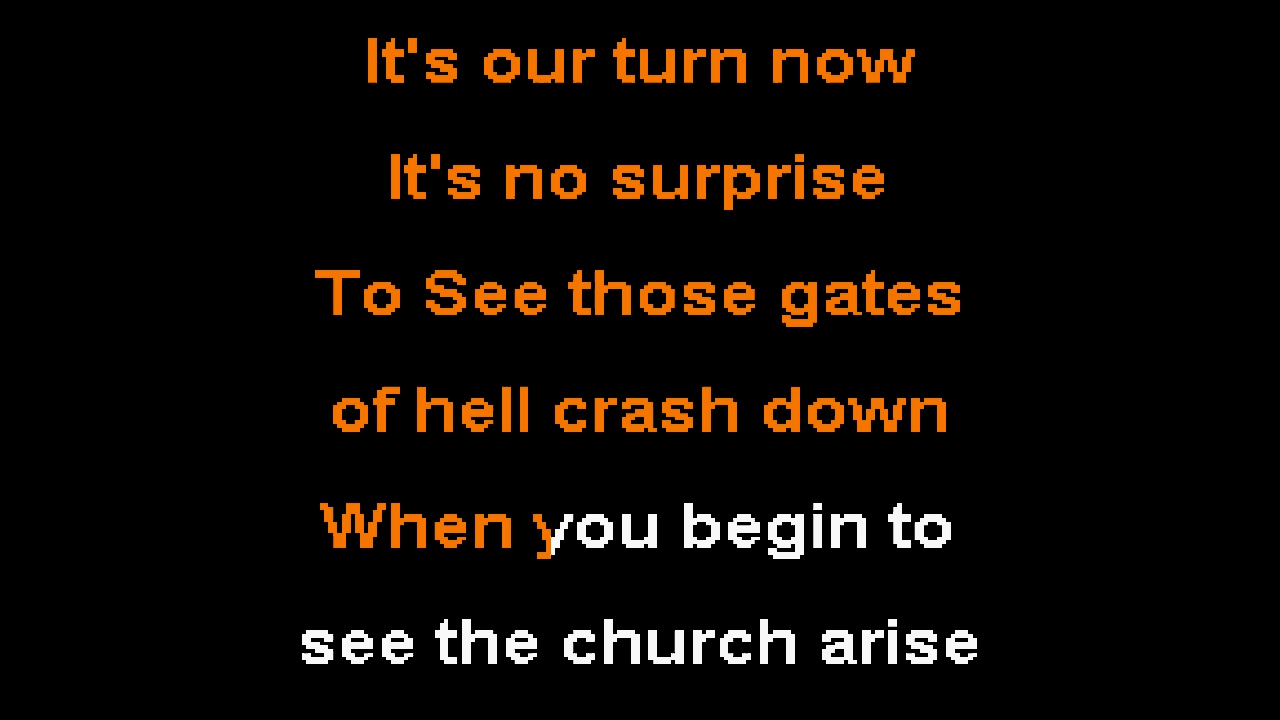 It's our turn now
It's no surprise
To See those gates
of hell crash down
When you begin to
see the church arise